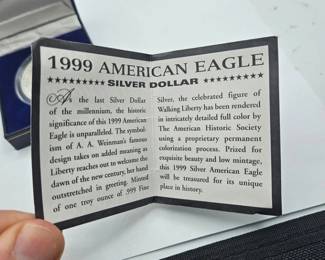 1999 AMERICAN EAGLE
SILVER DOLLAR
As the last Silver Dollar
of the millennium, the historic
significance of this 1999 American
Eagle is unparalleled. The symbol-
ism of A. A. Weinman's famous
design takes on added meaning as
Liberty reaches out to welcome the
dawn of the new century, her hand
outstretched in greeting. Minted
of one troy ounce of .999 Fine
Silver, the celebrated figure of
Walking Liberty has been rendered
in intricately detailed full color by
The American Historic Society
using a proprietary permanent
colorization process. Prized for
exquisite beauty and low mintage,
this 1999 Silver American Eagle
will be treasured for its unique
place in history.